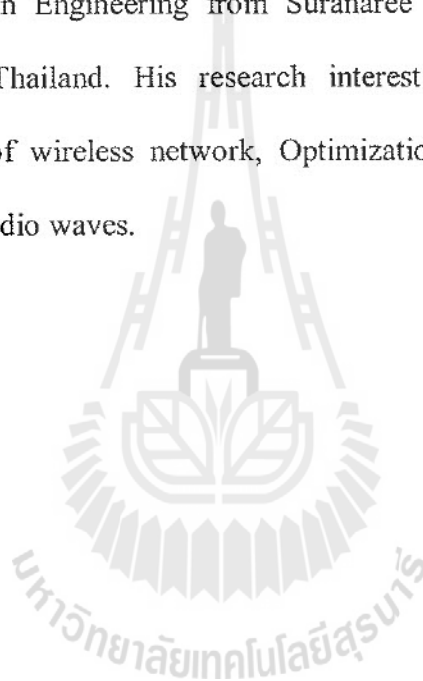 n Engineering from Suranaree
Thailand. His research interest
of wireless network, Optimizatio
dio waves.
มหาวิทยาลัยเทคโนโลยีสุรนารี